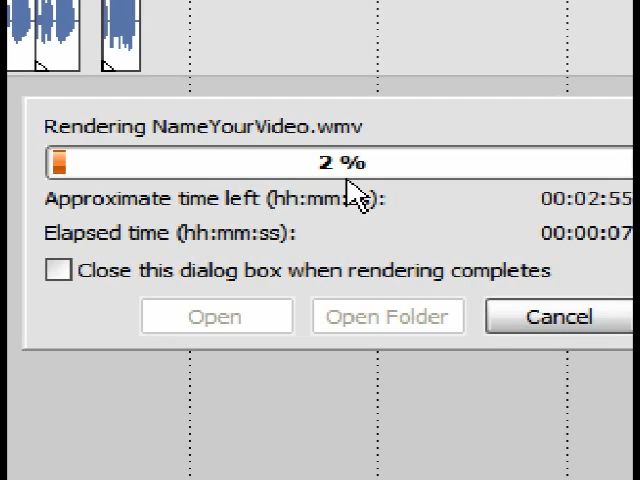 Rendering NameYourVideo.wmv
2 %
Approximate time left (hh:mm:ss): 00:02:55
Elapsed time (hh:mm:ss): 00:00:07
Close this dialog box when rendering completes
Open Open Folder Cancel